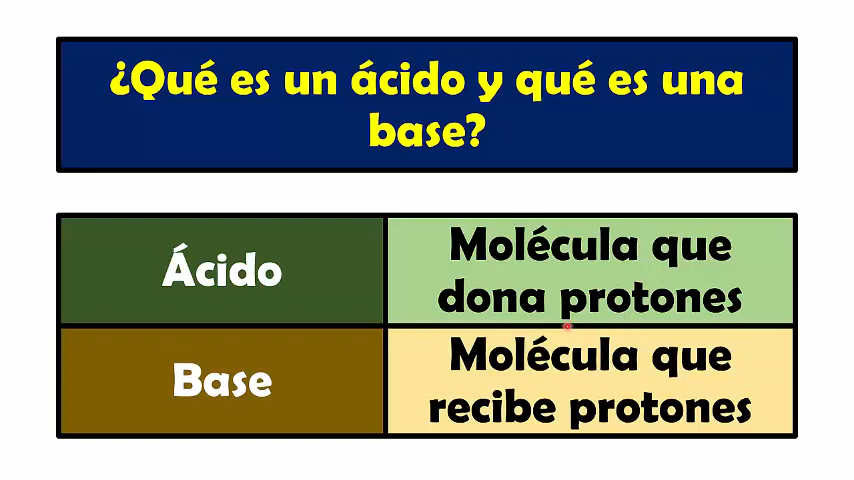 ¿Qué es un ácido y qué es una
base?
Ácido
Molécula que
dona protones
Base
Molécula que
recibe protones